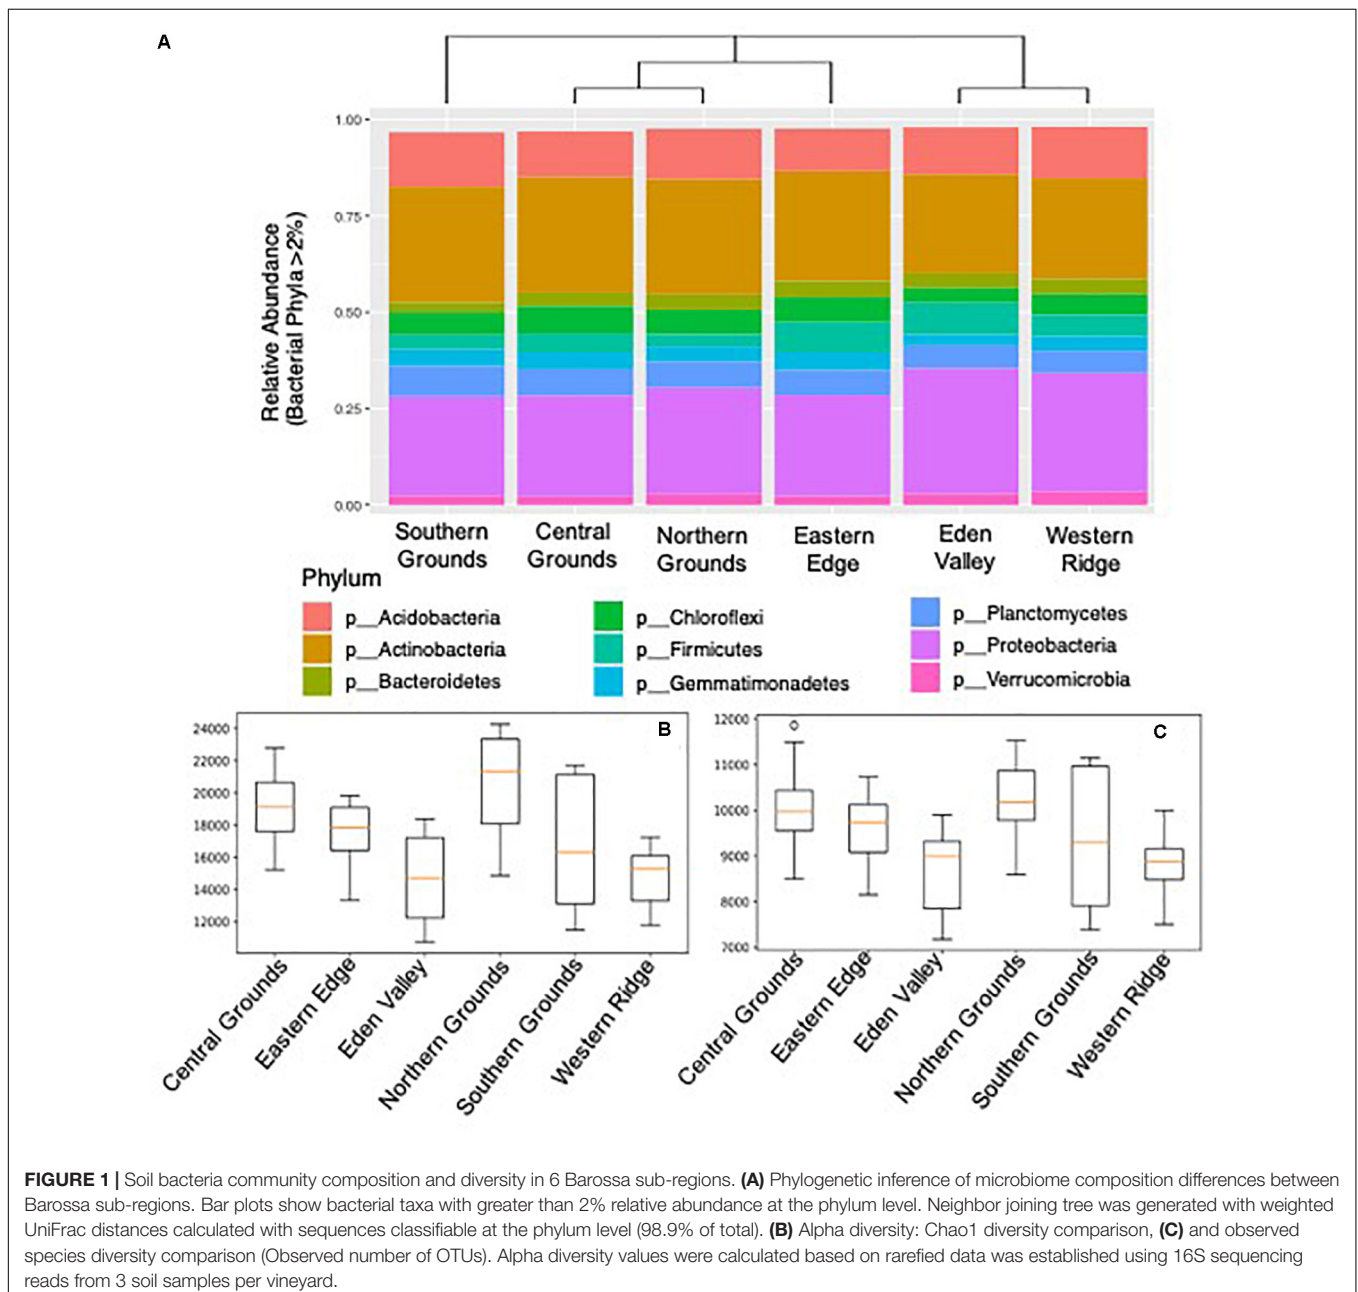 A
Relative Abundance
(Bacterial Phyla >2%)
1.00
0.75
0.50
0.25
0.00
Southern
Grounds
Central
Grounds
Northern
Grounds
Eastern
Edge
Eden
Valley
Western
Ridge
Phylum
p__Acidobacteria
p__Actinobacteria
p__Bacteroidetes
p__Chloroflexi
p__Firmicutes
p__Gemmatimonadetes
p__Planctomycetes
p__Proteobacteria
p__Verrucomicrobia
B
24000
22000
20000
18000
16000
14000
12000
Central Grounds
Eastern Edge
Eden Valley
Northern Grounds
Southern Grounds
Western Ridge
C
12000
11000
10000
9000
8000
7000
Central Grounds
Eastern Edge
Eden Valley
Northern Grounds
Southern Grounds
Western Ridge
FIGURE 1 | Soil bacteria community composition and diversity in 6 Barossa sub-regions. (A) Phylogenetic inference of microbiome composition differences between
Barossa sub-regions. Bar plots show bacterial taxa with greater than 2% relative abundance at the phylum level. Neighbor joining tree was generated with weighted
UniFrac distances calculated with sequences classifiable at the phylum level (98.9% of total). (B) Alpha diversity: Chao1 diversity comparison, (C) and observed
species diversity comparison (Observed number of OTUs). Alpha diversity values were calculated based on rarefied data was established using 16S sequencing
reads from 3 soil samples per vineyard.